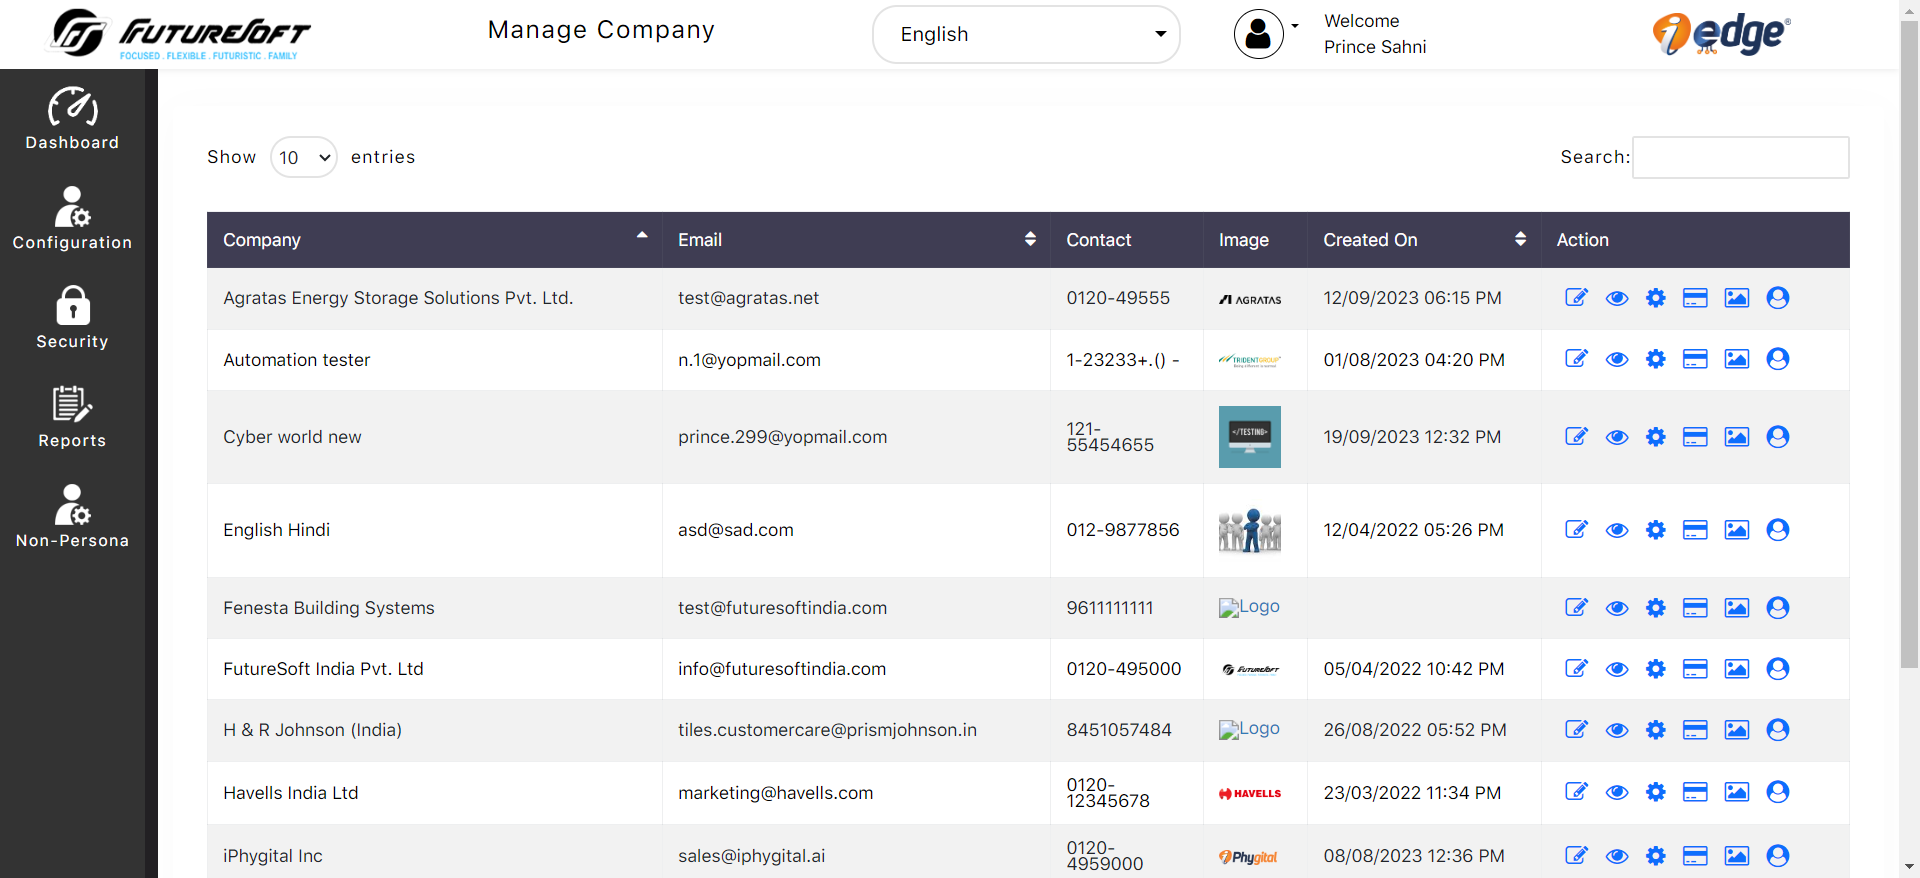 FUTURESOFT
FOCUSED . FLEXIBLE . FUTURISTIC . FAMILY
Manage Company
English
Welcome
Prince Sahni
i edge®
Dashboard
Configuration
Security
Reports
Non-Persona
Show 10 entries
Search:
Company Email Contact Image Created On Action
Agratas Energy Storage Solutions Pvt. Ltd. test@agratas.net 0120-49555 AGRATAS 12/09/2023 06:15 PM
Automation tester n.1@yopmail.com 1-23233+.() - TRIDENTGROUP 01/08/2023 04:20 PM
Cyber world new prince.299@yopmail.com 121-
55454655 </TESTING> 19/09/2023 12:32 PM
English Hindi asd@sad.com 012-9877856 12/04/2022 05:26 PM
Fenesta Building Systems test@futuresoftindia.com 9611111111 Logo
FutureSoft India Pvt. Ltd info@futuresoftindia.com 0120-495000 FUTURESOFT 05/04/2022 10:42 PM
H & R Johnson (India) tiles.customercare@prismjohnson.in 8451057484 Logo 26/08/2022 05:52 PM
Havells India Ltd marketing@havells.com 0120-
12345678 HAVELLS 23/03/2022 11:34 PM
iPhygital Inc sales@iphygital.ai 0120-
4959000 iPhygital 08/08/2023 12:36 PM